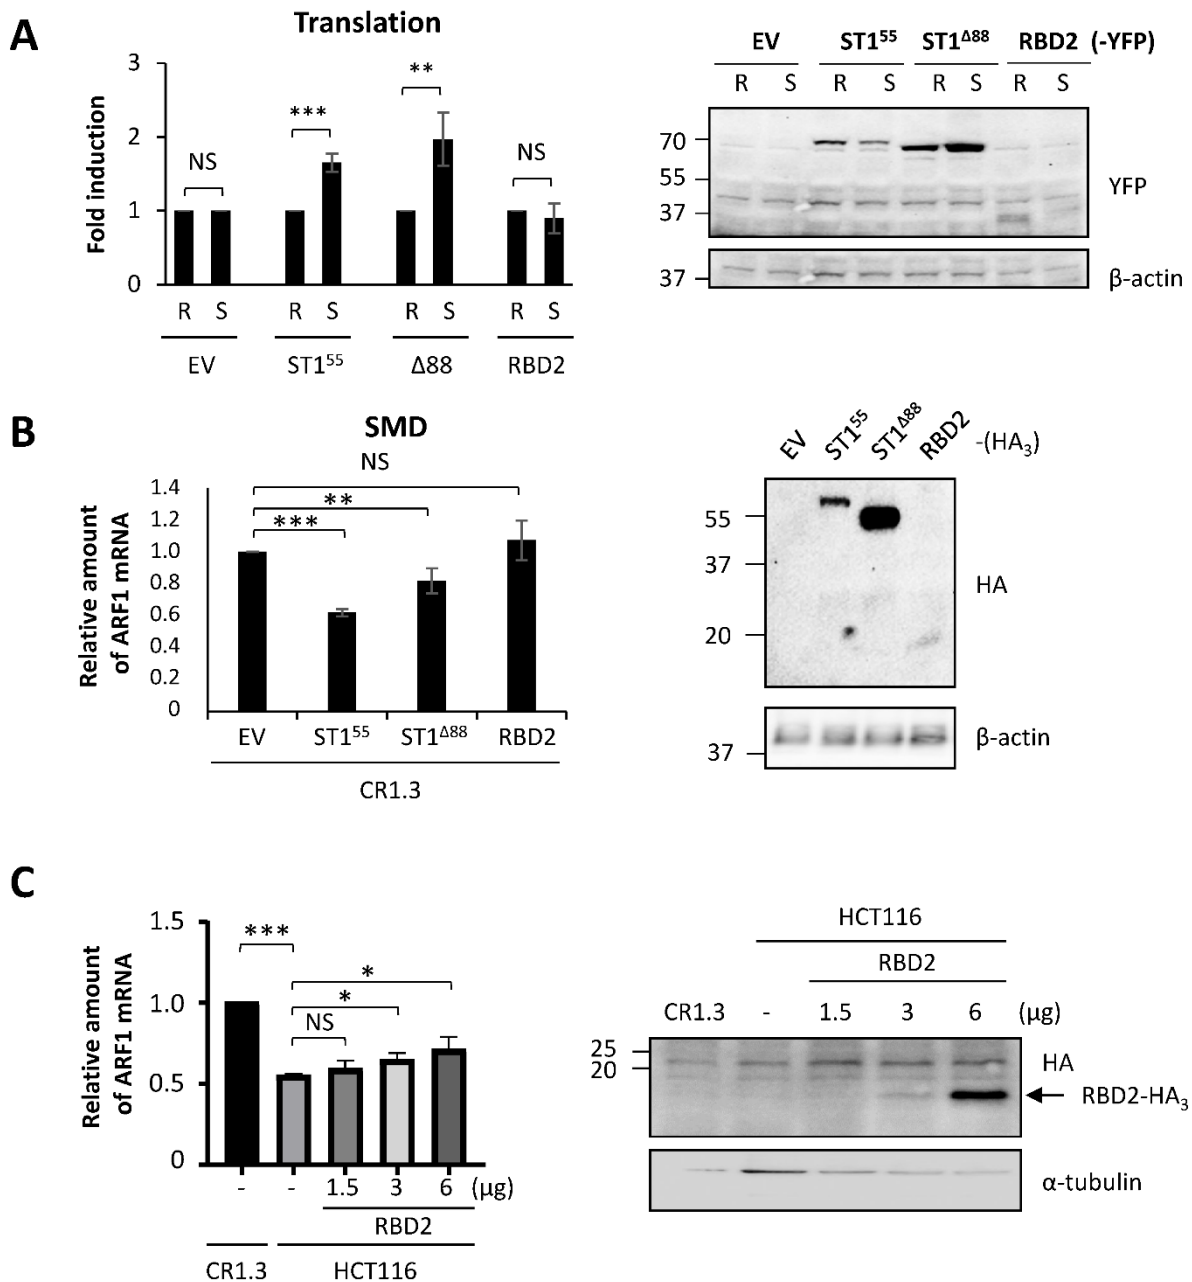 A
Translation
Fold induction
3
2
1
0
NS
***
**
NS
R S R S R S R S
EV ST1⁵⁵ Δ88 RBD2
EV ST1⁵⁵ ST1^Δ88 RBD2 (-YFP)
R S R S R S R S
70
55
37
YFP
37
β-actin
B
SMD
NS
**
***
Relative amount
of ARF1 mRNA
1.4
1.2
1.0
0.8
0.6
0.4
0.2
0
EV ST1⁵⁵ ST1^Δ88 RBD2
CR1.3
EV ST1⁵⁵ ST1^Δ88 RBD2 -(HA₃)
55
37
20
HA
37
β-actin
C
Relative amount
of ARF1 mRNA
1.5
1.0
0.5
0
***
*
*
NS
- - 1.5 3 6 (μg)
RBD2
CR1.3 HCT116
HCT116
RBD2
CR1.3 - 1.5 3 6 (μg)
25
20
HA
RBD2-HA₃
α-tubulin